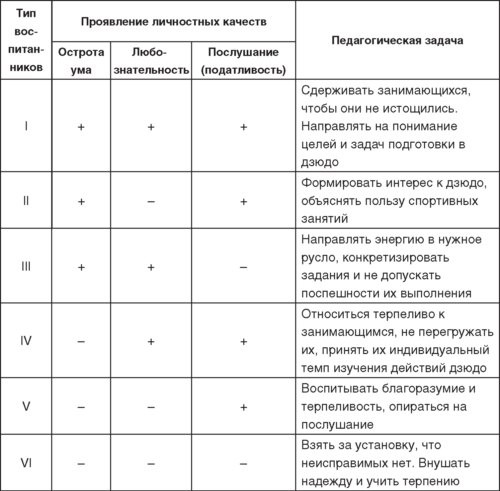 Тип
вос-
питан-
ников
Проявление личностных качеств
Педагогическая задача
Острота
ума
Любо-
знательность
Послушание
(податливость)
I
+
+
+
Сдерживать занимающихся,
чтобы они не истощились.
Направлять на понимание
целей и задач подготовки в
дзюдо
II
+
–
+
Формировать интерес к дзюдо,
объяснять пользу спортивных
занятий
III
+
+
–
Направлять энергию в нужное
русло, конкретизировать
задания и не допускать
поспешности их выполнения
IV
–
+
+
Относиться терпеливо к
занимающимся, не перегружать
их, принять их индивидуальный
темп изучения действий дзюдо
V
–
–
+
Воспитывать благоразумие и
терпеливость, опираться на
послушание
VI
–
–
–
Взять за установку, что
неисправимых нет. Внушать
надежду и учить терпению